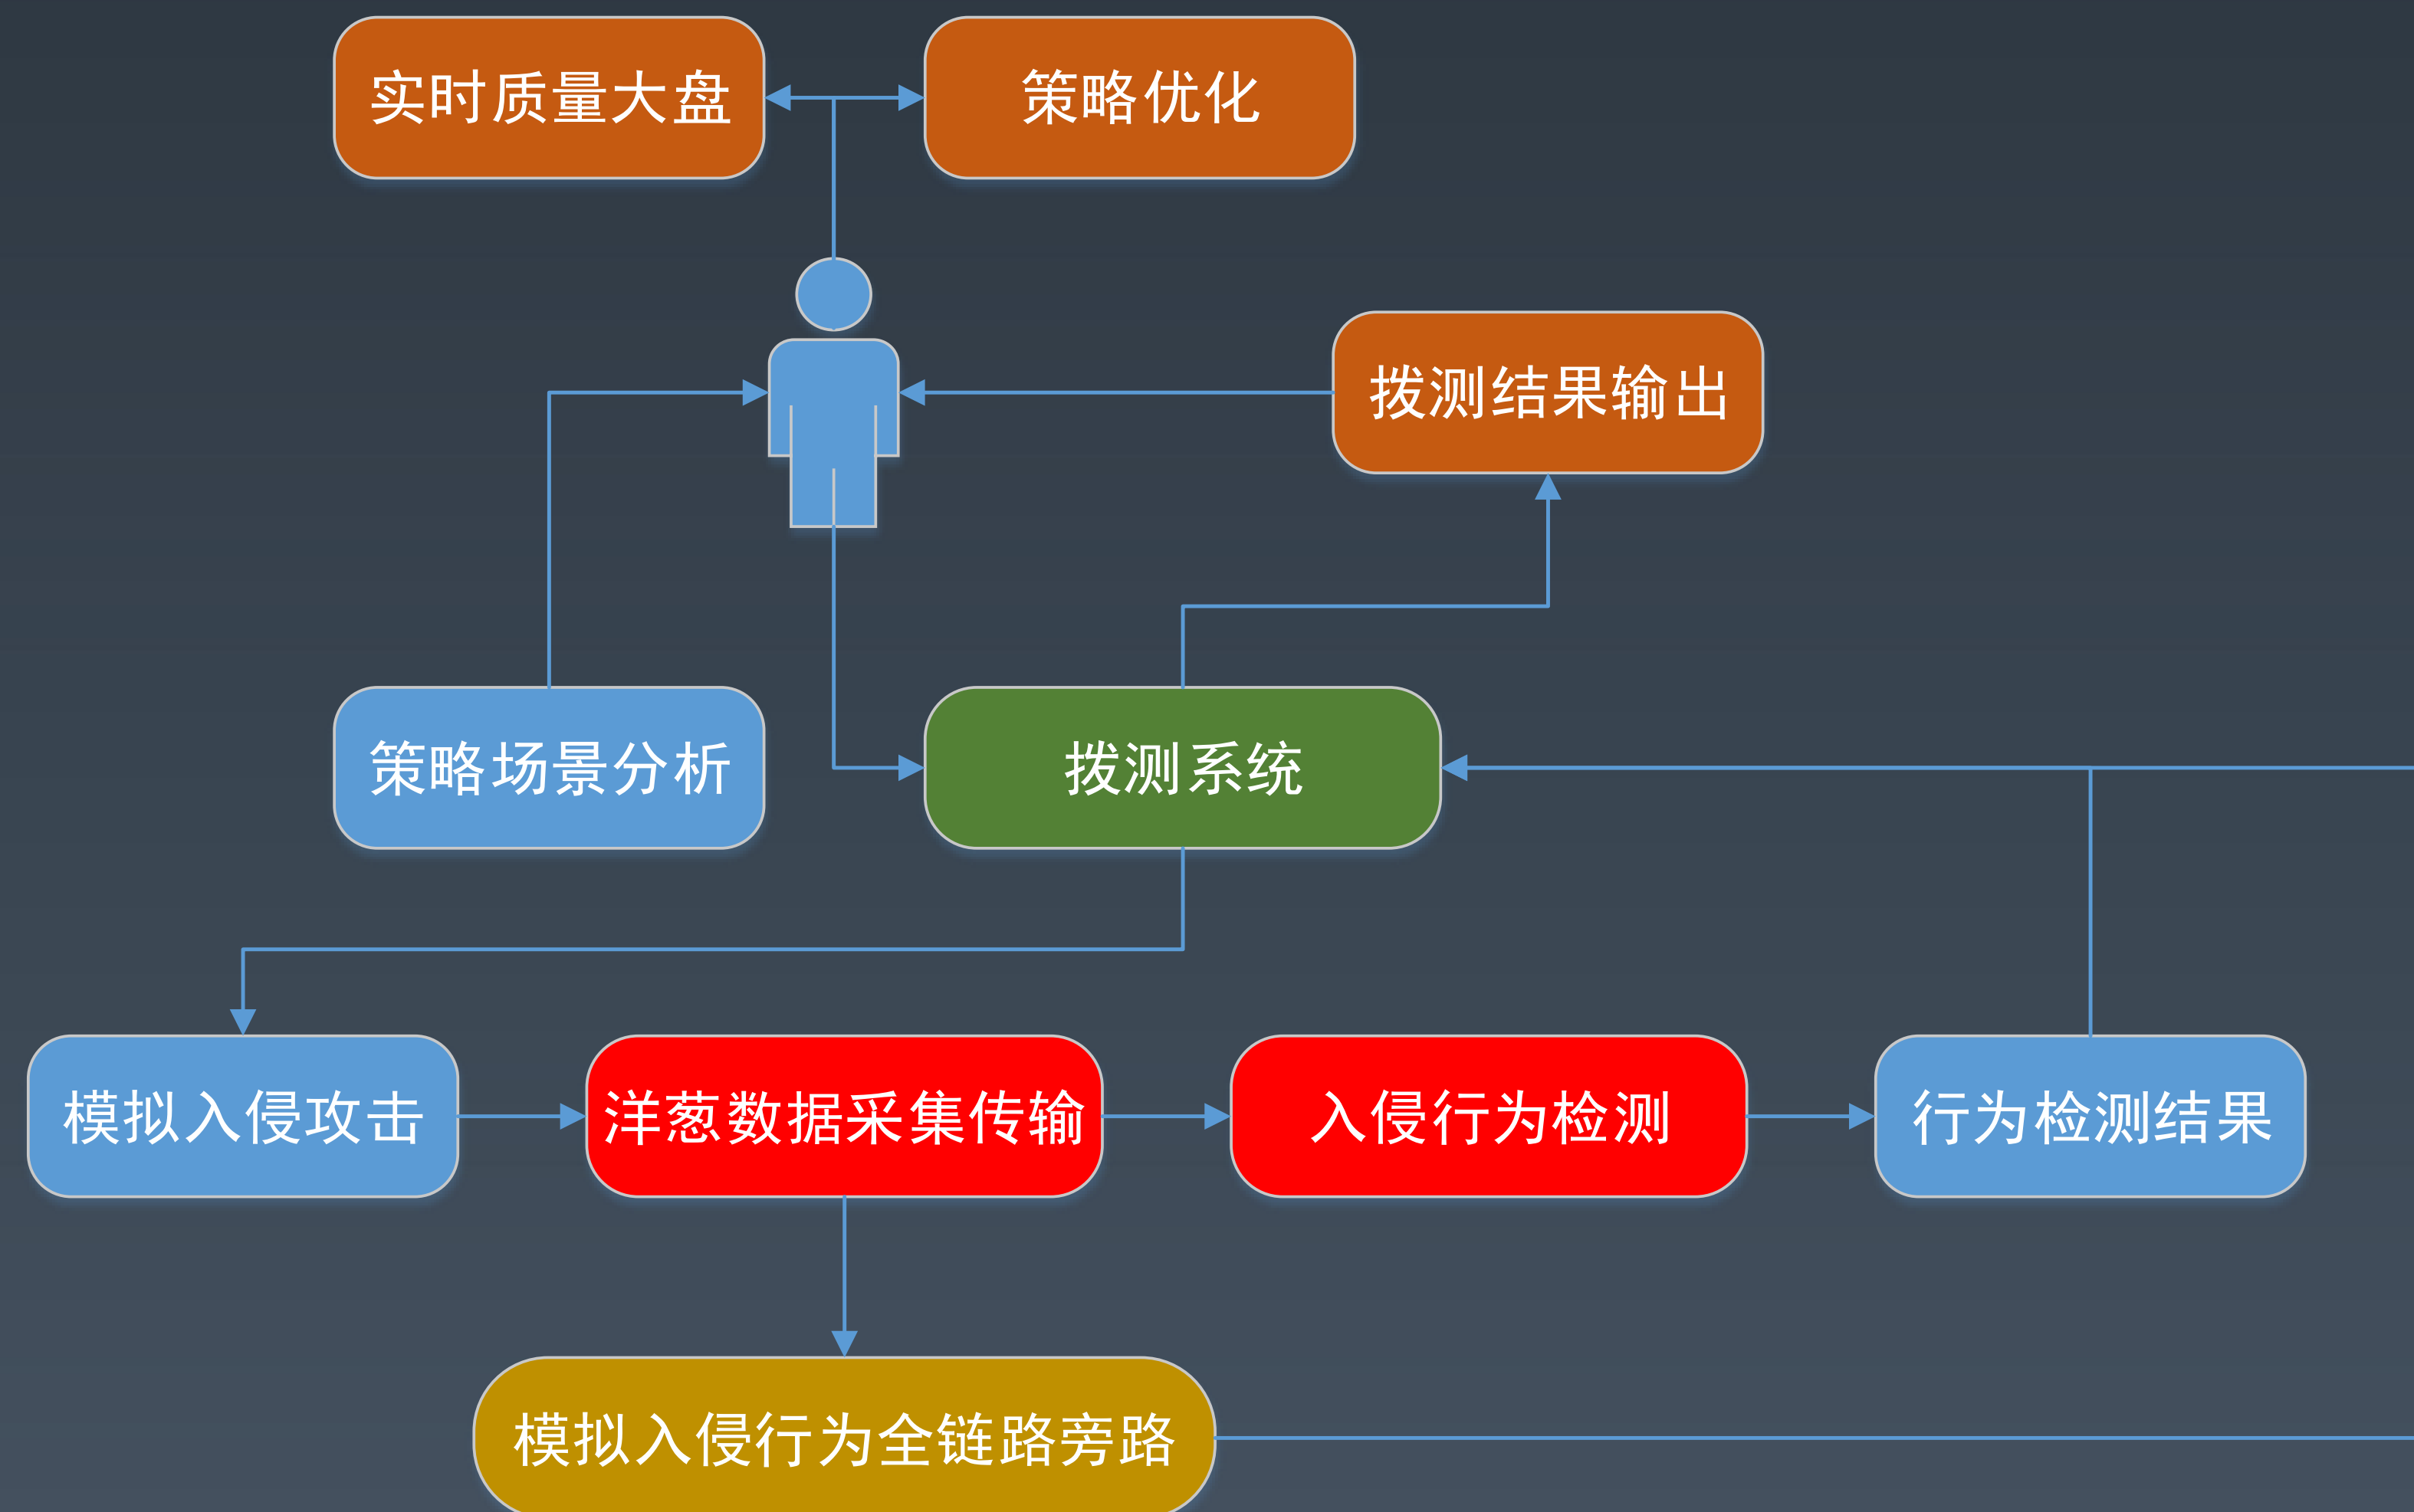 实时质量大盘
策略优化
拨测结果输出
策略场景分析
拨测系统
模拟入侵攻击
洋葱数据采集传输
入侵行为检测
行为检测结果
模拟入侵行为全链路旁路